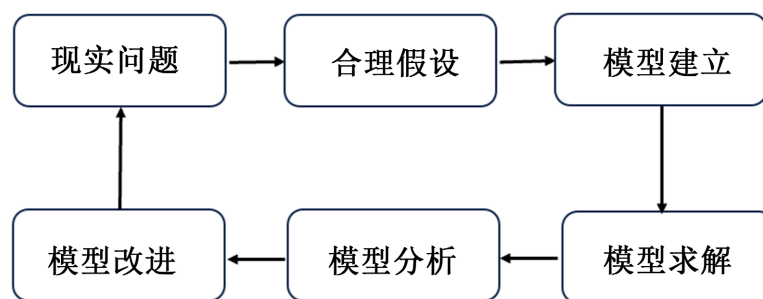 现实问题
合理假设
模型建立
模型改进
模型分析
模型求解